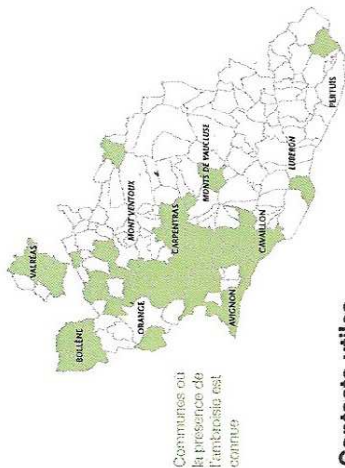 VALRÉAS
BOLLÈNE
MONT VENTOUX
ORANGE
CARPENTRAS
MONTS DE VAUCLUSE
AVIGNON
CAVAILLON
LUBERON
PERTUIS
Communes où
la présence de
l'ambroisie est
connue
Contacts utiles